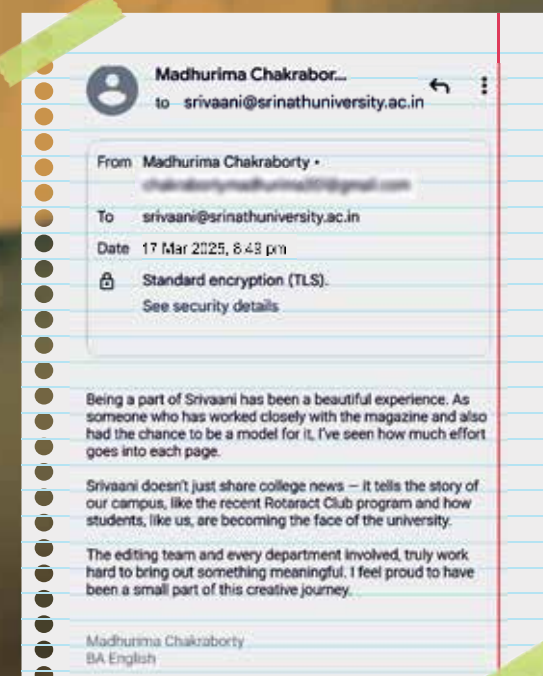 Madhurima Chakrabor...
to srivaani@srinathuniversity.ac.in
From Madhurima Chakraborty •
To srivaani@srinathuniversity.ac.in
Date 17 Mar 2025, 8:43 pm
Standard encryption (TLS).
See security details
Being a part of Srivaani has been a beautiful experience. As
someone who has worked closely with the magazine and also
had the chance to be a model for it, I've seen how much effort
goes into each page.
Srivaani doesn't just share college news — it tells the story of
our campus, like the recent Rotaract Club program and how
students, like us, are becoming the face of the university.
The editing team and every department involved, truly work
hard to bring out something meaningful. I feel proud to have
been a small part of this creative journey.
Madhurima Chakraborty
BA English